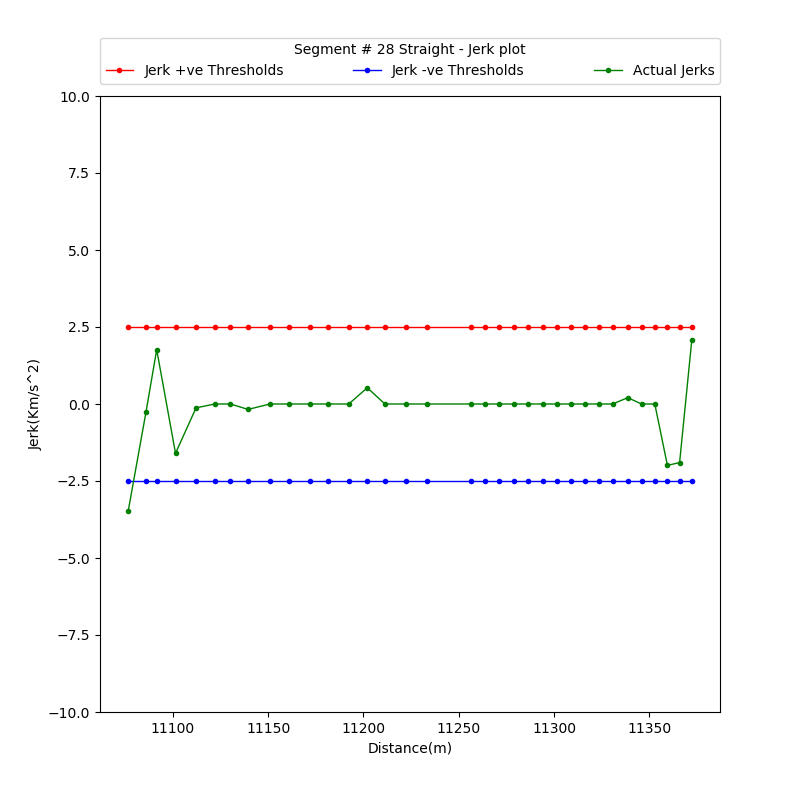 Segment # 28 Straight - Jerk plot
Jerk +ve Thresholds Jerk -ve Thresholds Actual Jerks
10.0
7.5
5.0
2.5
0.0
−2.5
−5.0
−7.5
−10.0
Jerk(Km/s^2)
11100 11150 11200 11250 11300 11350
Distance(m)